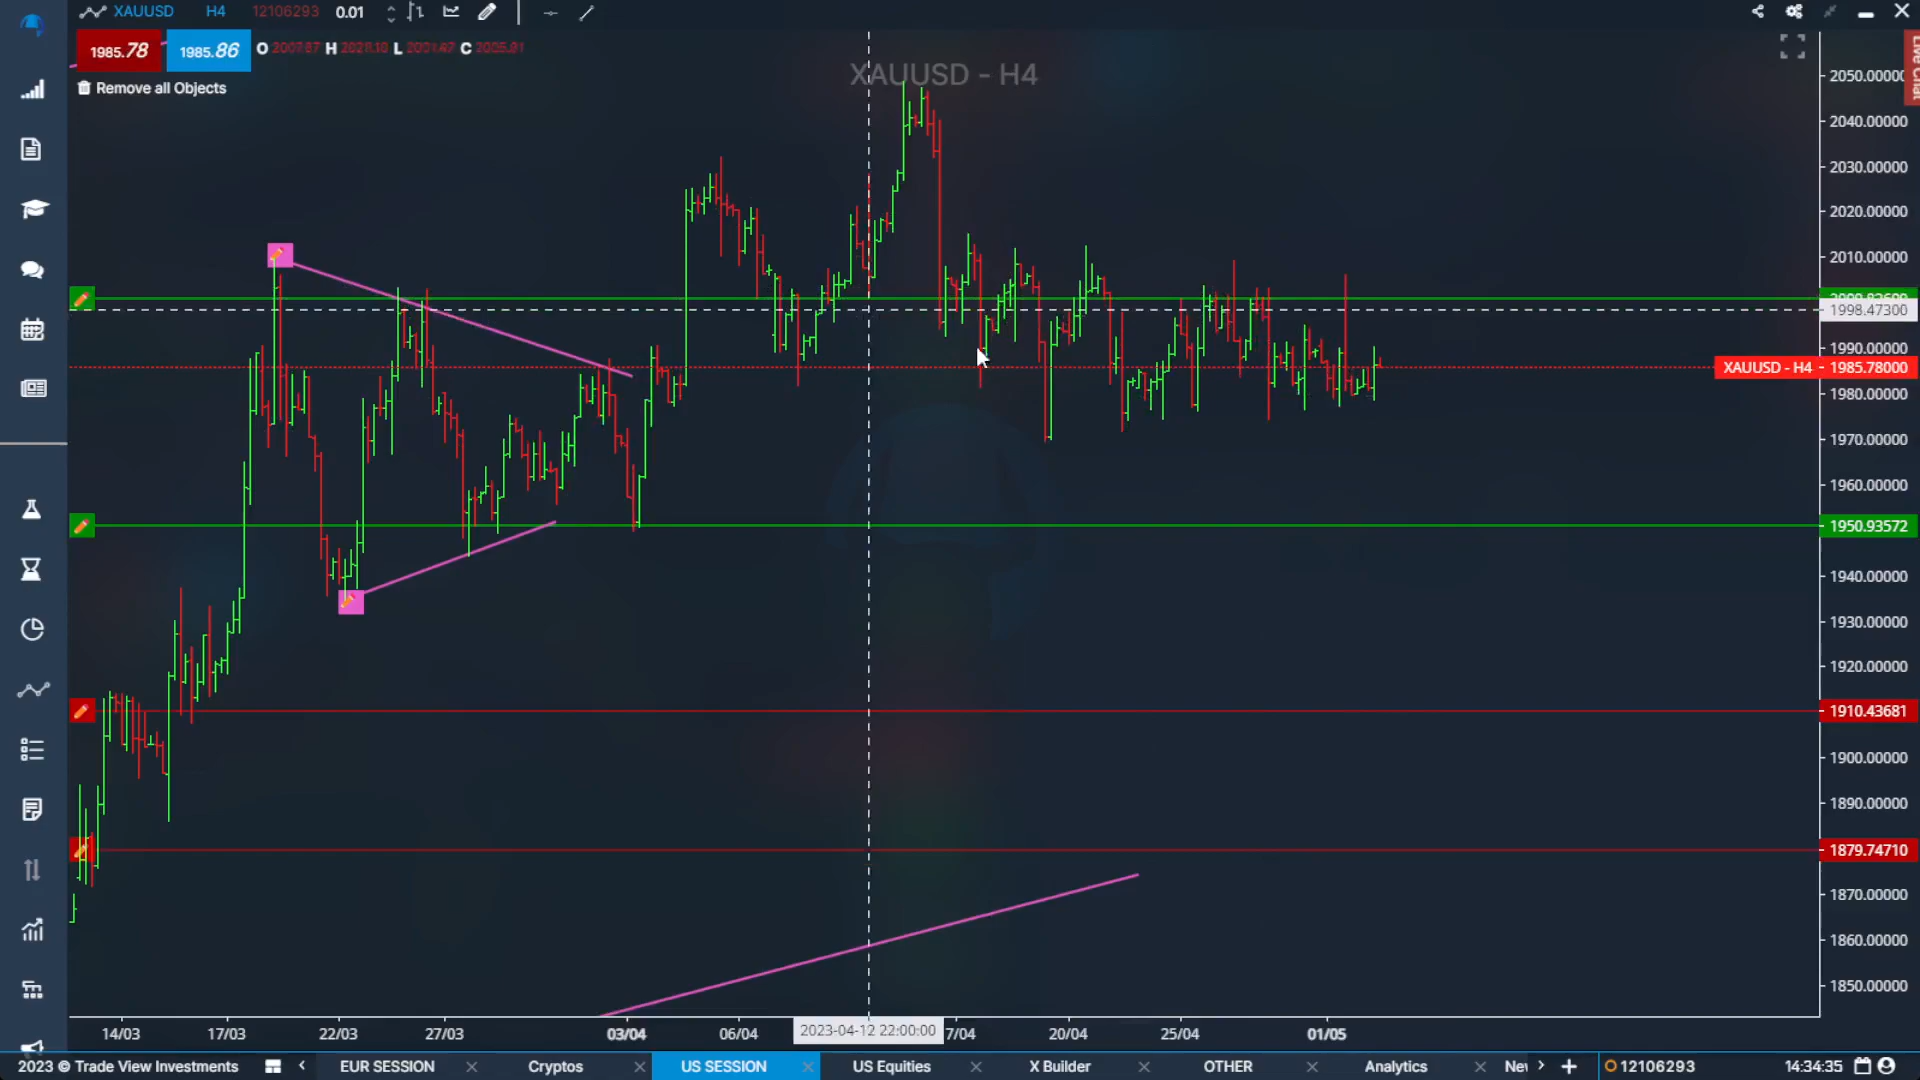 XAUUSD H4 12106293 0.01
1985.78 1985.86 O H L C
Remove all Objects
XAUUSD - H4
Live Chat
2050.00000
2040.00000
2030.00000
2020.00000
2010.00000
1998.47300
1990.00000
XAUUSD - H4 - 1985.78000
1980.00000
1970.00000
1960.00000
1950.93572
1940.00000
1930.00000
1920.00000
1910.43681
1900.00000
1890.00000
1879.74710
1870.00000
1860.00000
1850.00000
14/03 17/03 22/03 27/03 03/04 06/04 2023-04-12 22:00:00 7/04 20/04 25/04 01/05
2023 © Trade View Investments EUR SESSION Cryptos US SESSION US Equities X Builder OTHER Analytics Nev 12106293 14:34:35